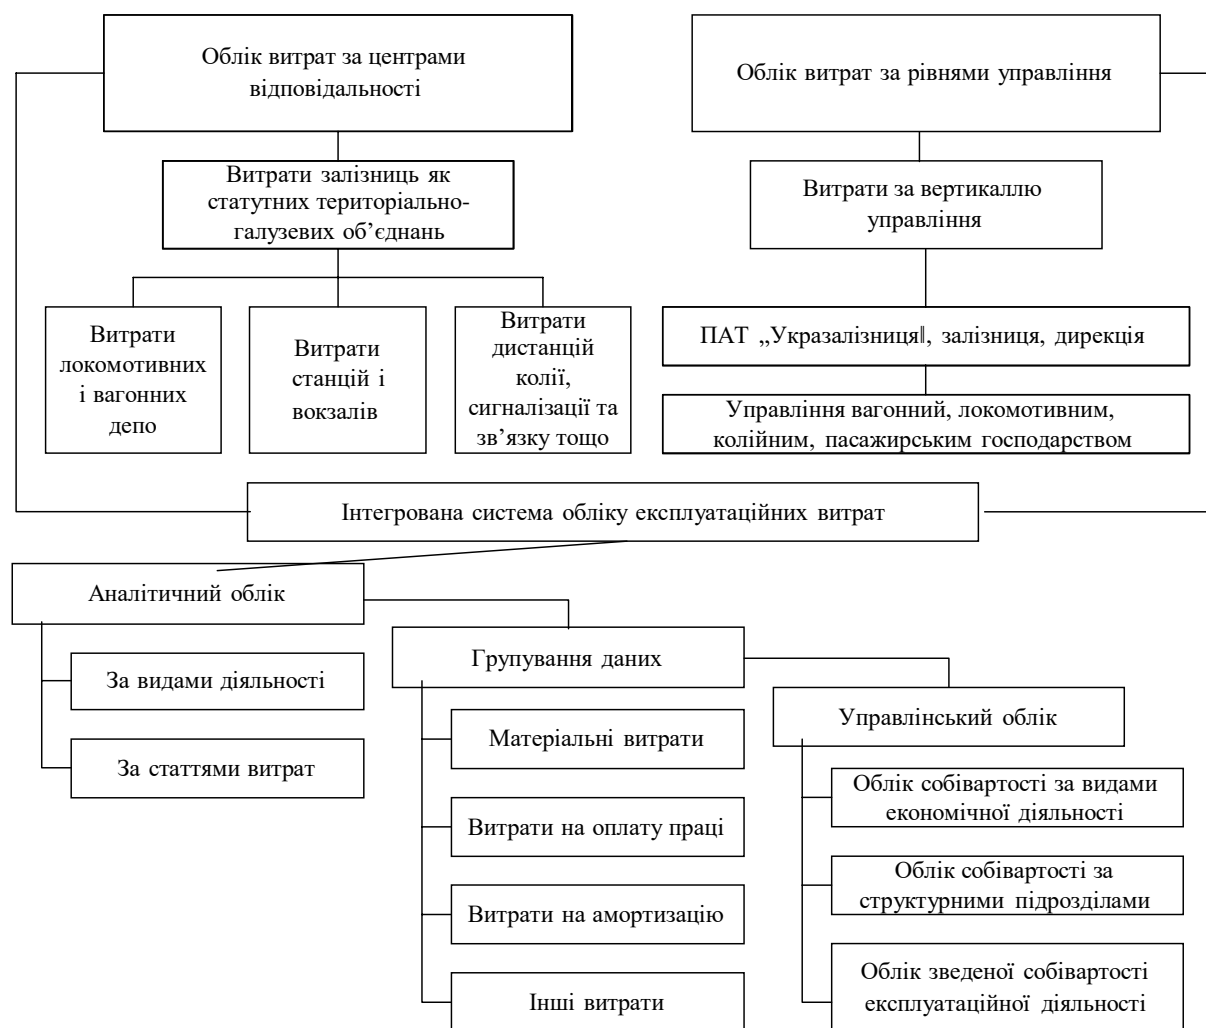 Облік витрат за центрами
відповідальності
Облік витрат за рівнями управління
Витрати залізниць як
статутних територіально-
галузевих об’єднань
Витрати за вертикаллю
управління
Витрати
локомотивних
і вагонних
депо
Витрати
станцій і
вокзалів
Витрати
дистанцій
колії,
сигналізації та
зв’язку тощо
ПАТ „Укразалізниця‖, залізниця, дирекція
Управління вагонний, локомотивним,
колійним, пасажирським господарством
Інтегрована система обліку експлуатаційних витрат
Аналітичний облік
За видами діяльності
За статтями витрат
Групування даних
Матеріальні витрати
Витрати на оплату праці
Витрати на амортизацію
Інші витрати
Управлінський облік
Облік собівартості за видами
економічної діяльності
Облік собівартості за
структурними підрозділами
Облік зведеної собівартості
експлуатаційної діяльності